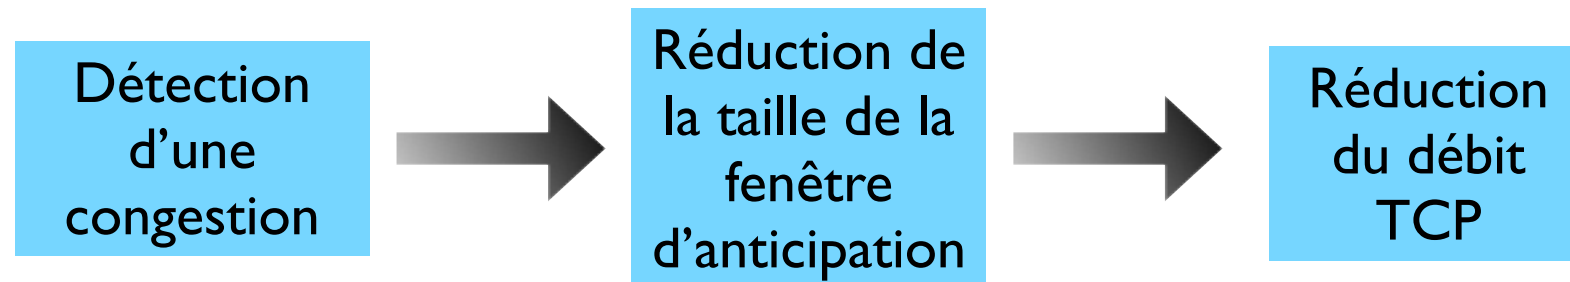 Détection
d’une
congestion
Réduction de
la taille de la
fenêtre
d’anticipation
Réduction
du débit
TCP